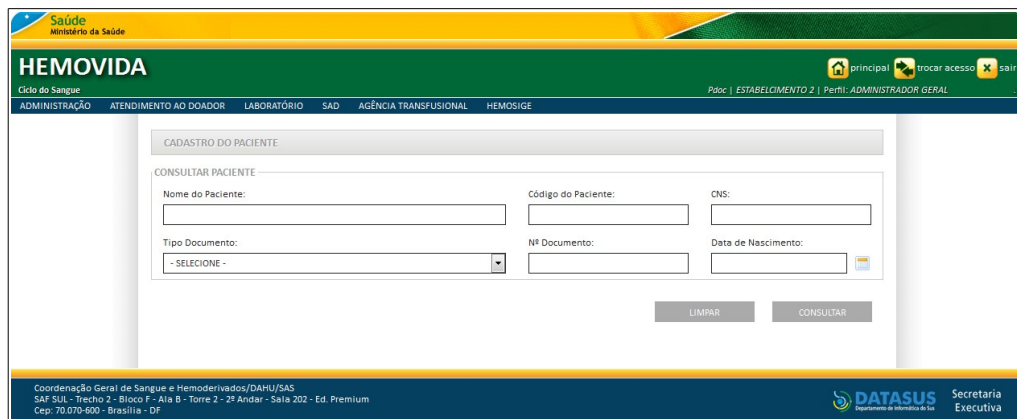 Saúde
Ministério da Saúde
HEMOVIDA
principal trocar acesso sair
Ciclo do Sangue
Pdoc | ESTABELCIMENTO 2 | Perfil: ADMINISTRADOR GERAL
ADMINISTRAÇÃO ATENDIMENTO AO DOADOR LABORATÓRIO SAD AGÊNCIA TRANSFUSIONAL HEMOSIGE
CADASTRO DO PACIENTE
CONSULTAR PACIENTE
Nome do Paciente: Código do Paciente: CNS:
Tipo Documento: Nº Documento: Data de Nascimento:
- SELECIONE -
LIMPAR CONSULTAR
Coordenação Geral de Sangue e Hemoderivados/DAHU/SAS
SAF SUL - Trecho 2 - Bloco F - Ala B - Torre 2 - 2º Andar - Sala 202 - Ed. Premium
Cep: 70.070-600 - Brasília - DF
DATASUS
Departamento de Informática do Sus
Secretaria
Executiva